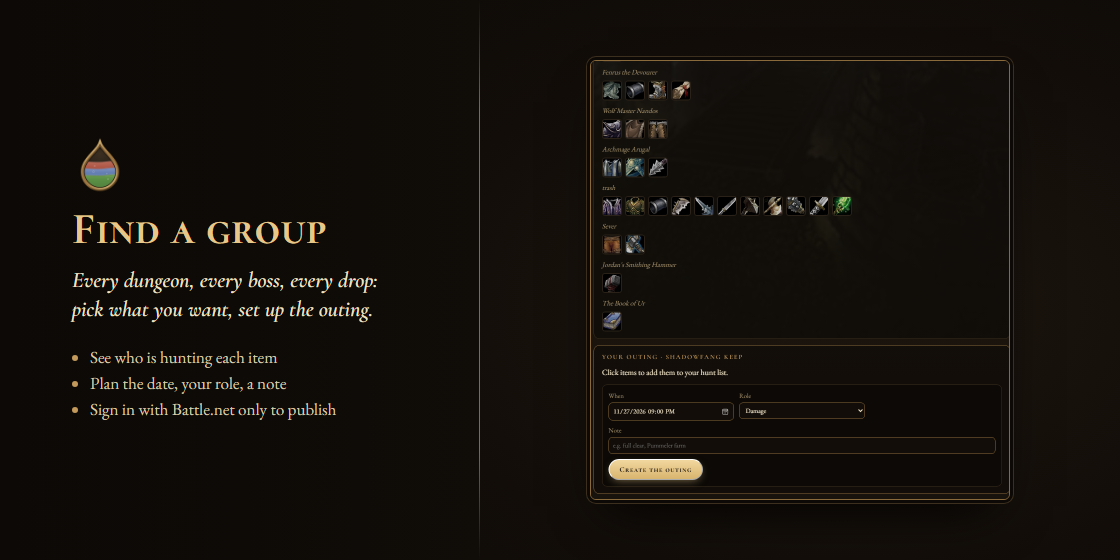 Find a group
Every dungeon, every boss, every drop:
pick what you want, set up the outing.
See who is hunting each item
Plan the date, your role, a note
Sign in with Battle.net only to publish
Fenrus the Devourer
Wolf Master Nandos
Archmage Arugal
trash
Sever
Jordan's Smithing Hammer
The Book of Ur
YOUR OUTING · SHADOWFANG KEEP
Click items to add them to your hunt list.
When
Role
11/27/2026 09:00 PM
Damage
Note
e.g. full clear, Pummeler farm
Create the outing